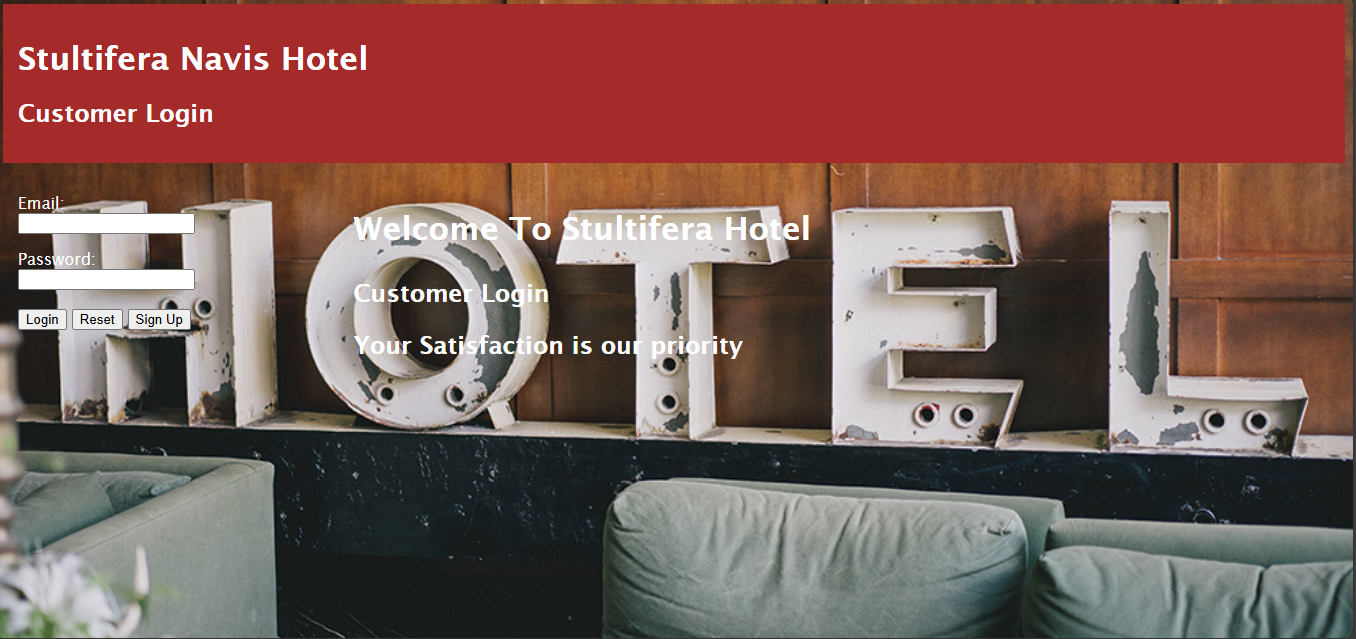 Stultifera Navis Hotel
Customer Login
Email:
Password:
Login Reset Sign Up
Welcome To Stultifera Hotel
Customer Login
Your Satisfaction is our priority
HOTEL